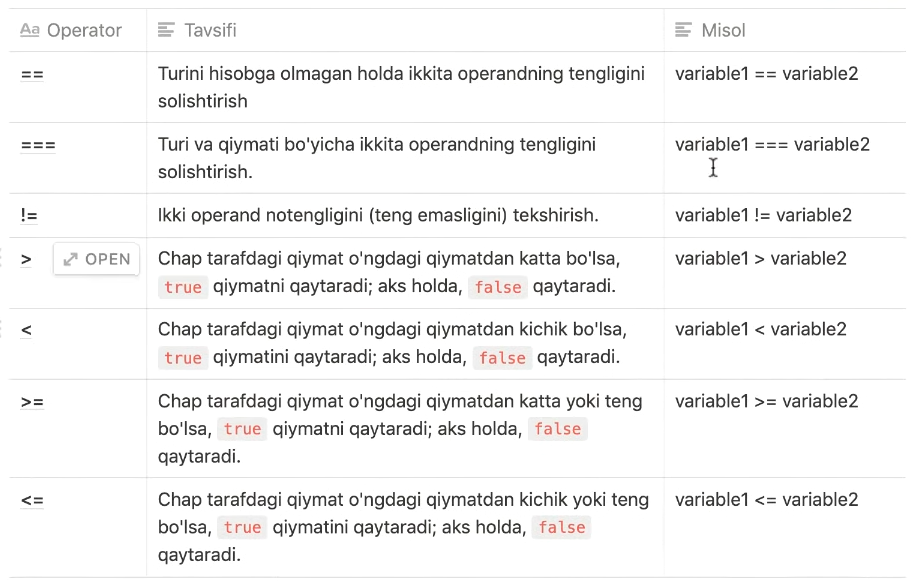 Aa Operator
Tavsifi
Misol
==
Turini hisobga olmagan holda ikkita operandning tengligini
solishtirish
variable1 == variable2
===
Turi va qiymati bo'yicha ikkita operandning tengligini
solishtirish.
variable1 === variable2
!=
Ikki operand notengligini (teng emasligini) tekshirish.
variable1 != variable2
>
OPEN
Chap tarafdagi qiymat o'ngdagi qiymatdan katta bo'lsa,
true qiymatni qaytaradi; aks holda, false qaytaradi.
variable1 > variable2
<
Chap tarafdagi qiymat o'ngdagi qiymatdan kichik bo'lsa,
true qiymatini qaytaradi; aks holda, false qaytaradi.
variable1 < variable2
>=
Chap tarafdagi qiymat o'ngdagi qiymatdan katta yoki teng
bo'lsa, true qiymatni qaytaradi; aks holda, false
qaytaradi.
variable1 >= variable2
<=
Chap tarafdagi qiymat o'ngdagi qiymatdan kichik yoki teng
bo'lsa, true qiymatini qaytaradi; aks holda, false
qaytaradi.
variable1 <= variable2